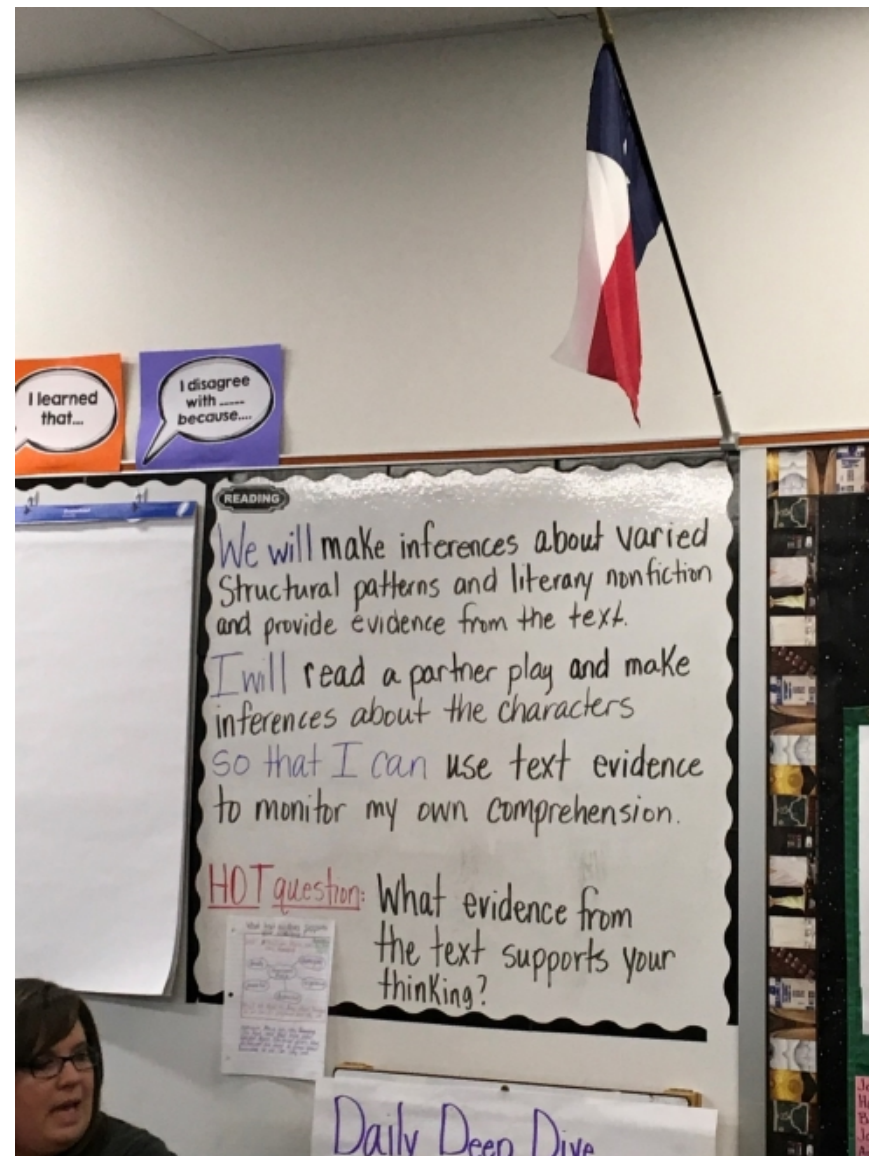 I learned
that...
I disagree
with .....
because....
READING
We will make inferences about varied
Structural patterns and literary nonfiction
and provide evidence from the text.
I will read a partner play and make
inferences about the characters
so that I can use text evidence
to monitor my own comprehension.
HOT question: What evidence from
the text supports your
thinking?
Daily Deep Dive